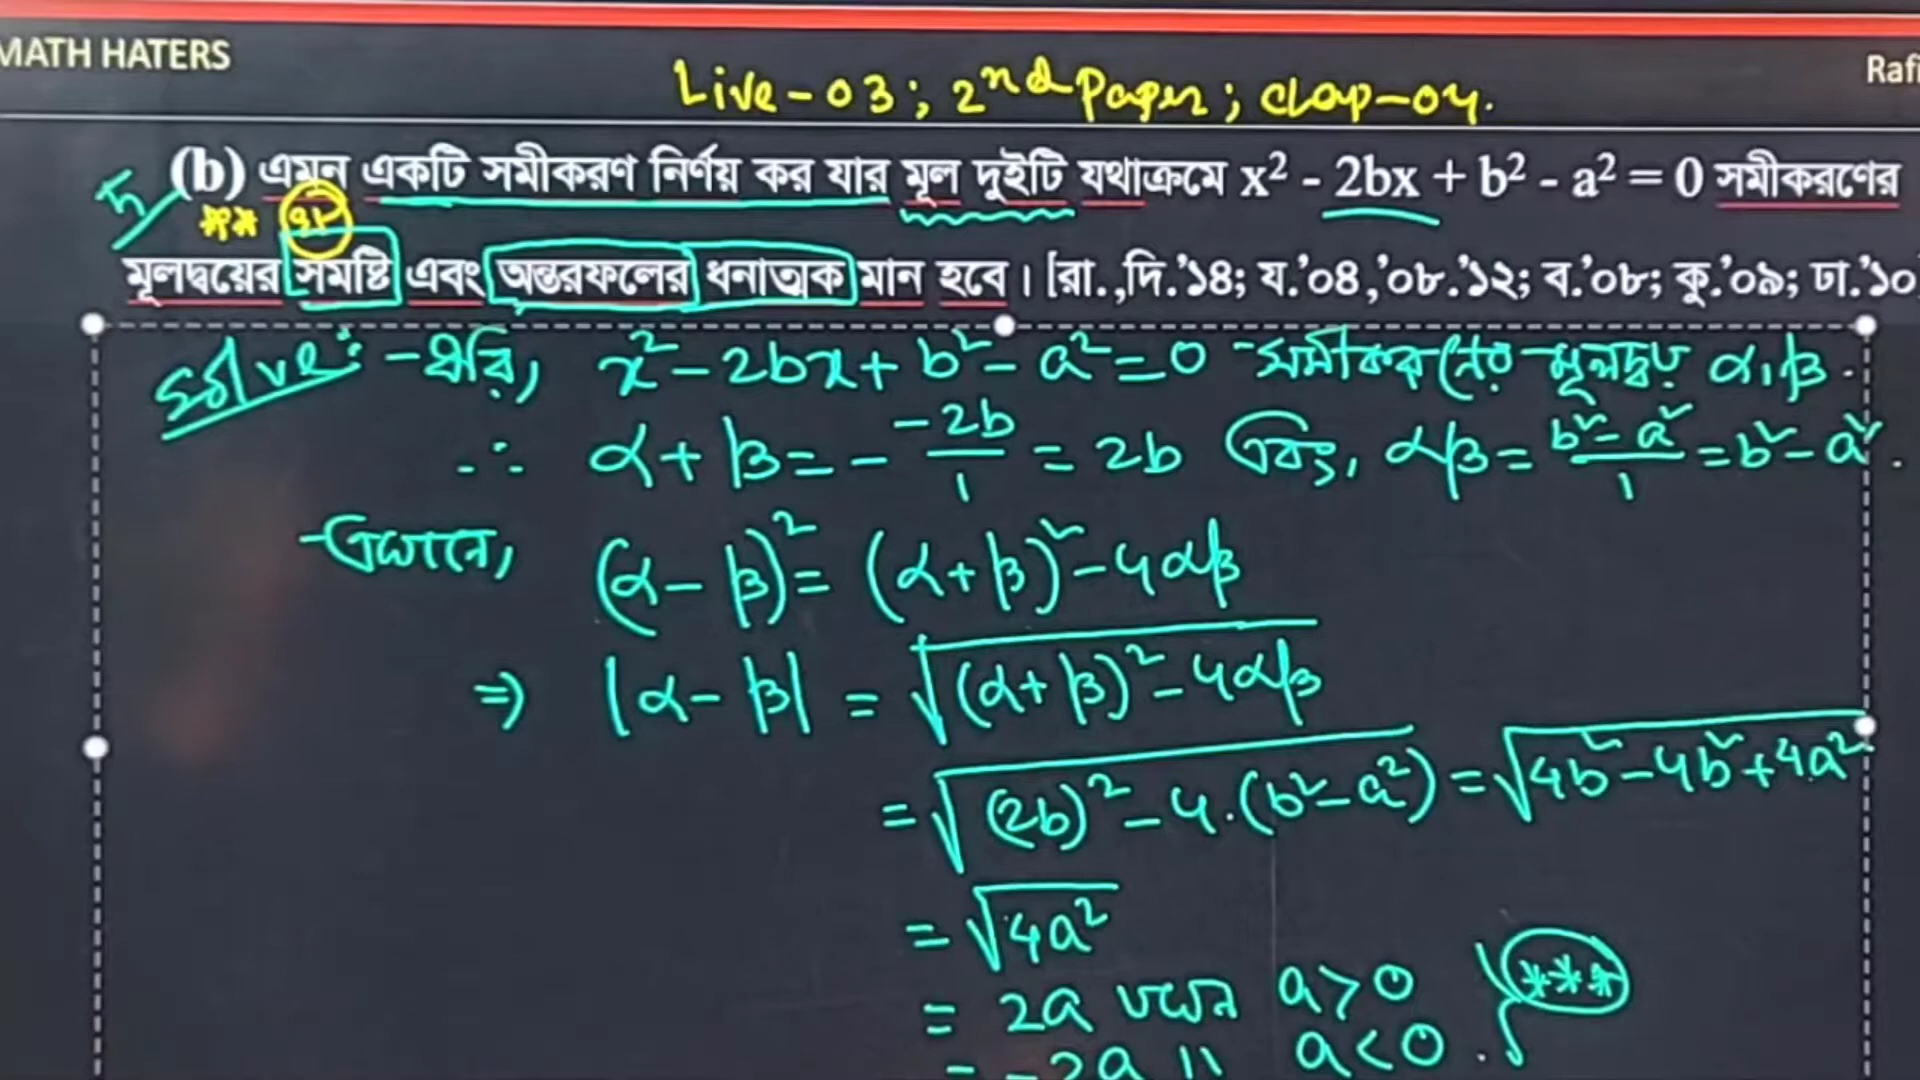 MATH HATERS
Rafi
Live-03; 2nd Paper; chap-04.
(b) এমন একটি সমীকরণ নির্ণয় কর যার মূল দুইটি যথাক্রমে x² - 2bx + b² - a² = 0 সমীকরণের
মূলদ্বয়ের সমষ্টি এবং অন্তরফলের ধনাত্মক মান হবে। [রা.,দি.'১৪; য.'০৪,'০৮.'১২; ব.'০৮; কু.'০৯; ঢা.'১০
Solve: ধরি, x² - 2bx + b² - a² = 0 সমীকরণের মূলদ্বয় α, β.
∴ α + β = - -2b/1 = 2b এবং, αβ = b² - a²/1 = b² - a².
এখানে, (α - β)² = (α + β)² - 4αβ
⇒ |α - β| = √(α + β)² - 4αβ
= √(2b)² - 4.(b² - a²) = √4b² - 4b² + 4a²
= √4a²
= 2a যখন a > 0 ***
= -2a 〃 a < 0.